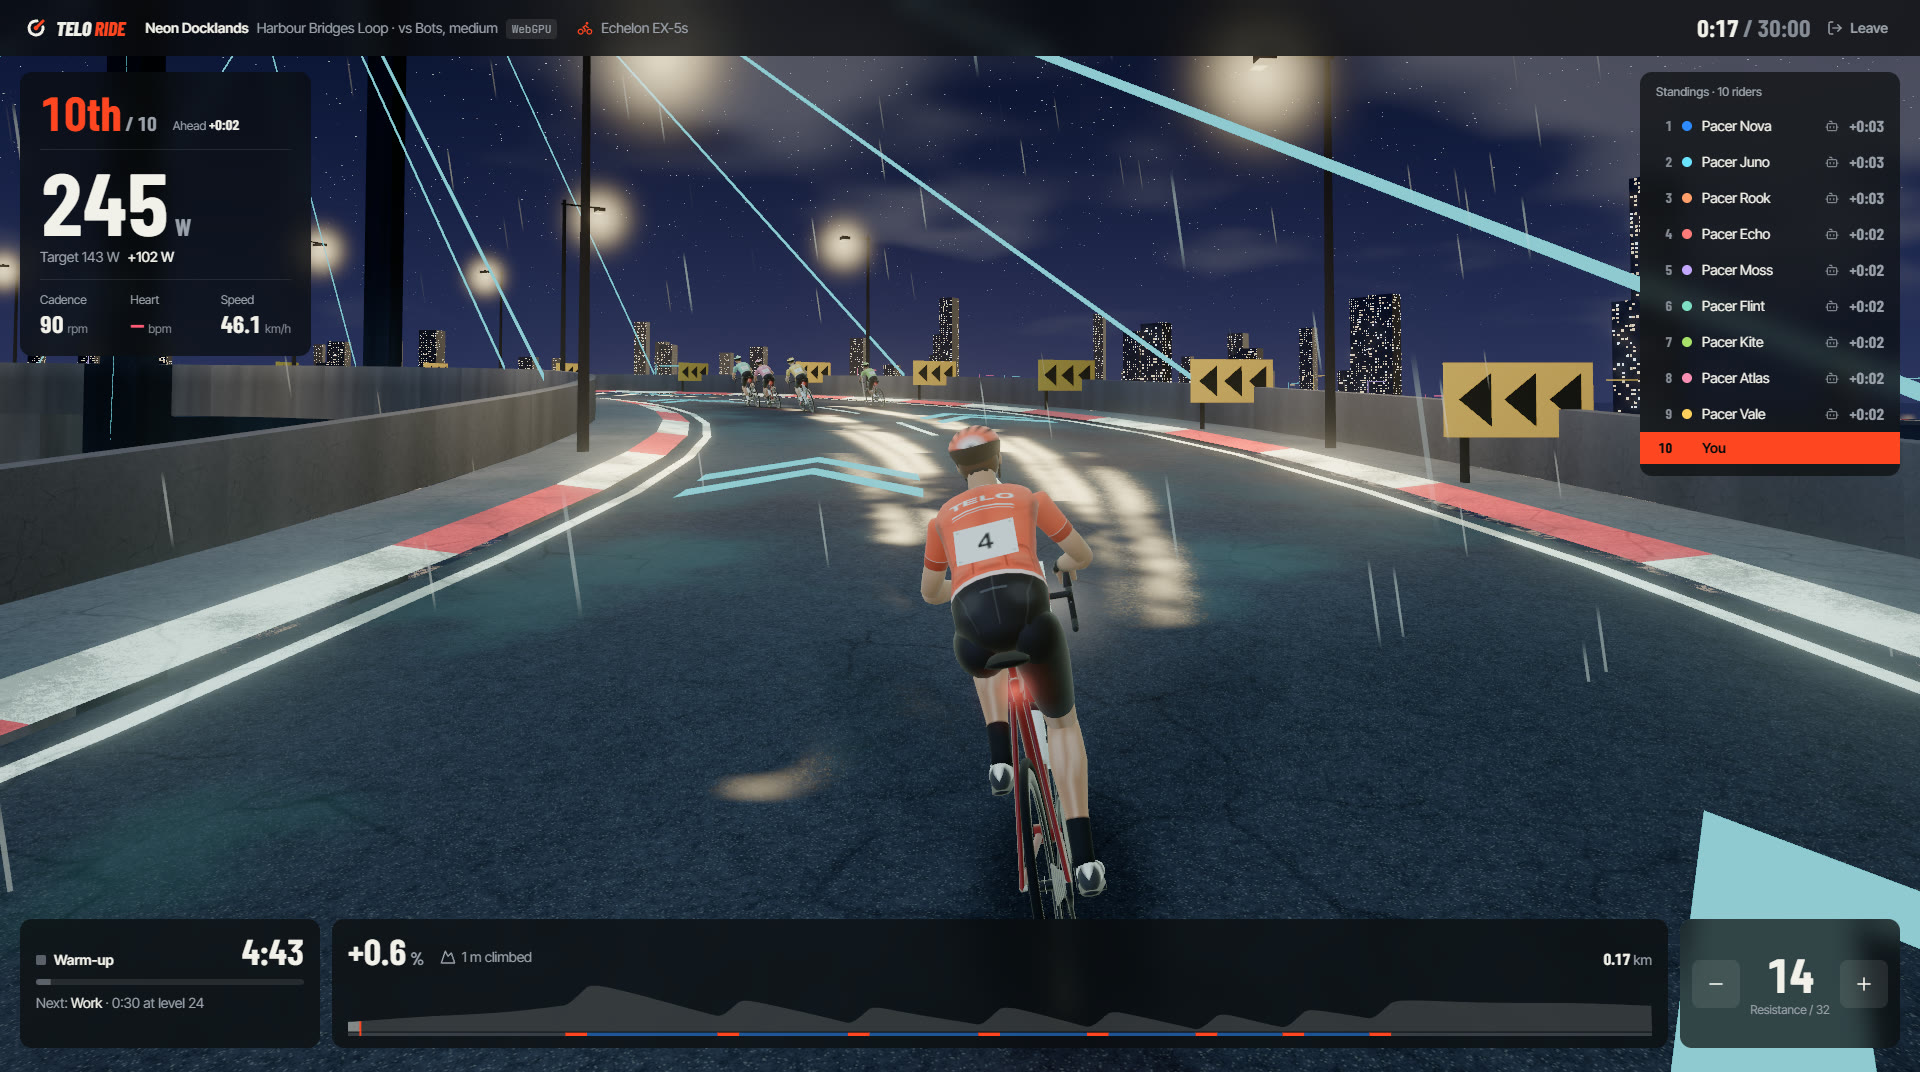 TELO RIDE Neon Docklands Harbour Bridges Loop · vs Bots, medium WebGPU Echelon EX-5s 0:17 / 30:00 Leave
10th / 10 Ahead +0:02
245 W
Target 143 W +102 W
Cadence Heart Speed
90 rpm — bpm 46.1 km/h
Standings · 10 riders
1 Pacer Nova +0:03
2 Pacer Juno +0:03
3 Pacer Rook +0:03
4 Pacer Echo +0:02
5 Pacer Moss +0:02
6 Pacer Flint +0:02
7 Pacer Kite +0:02
8 Pacer Atlas +0:02
9 Pacer Vale +0:02
10 You
TELO
4
Warm-up 4:43
Next: Work · 0:30 at level 24
+0.6 % 1 m climbed 0.17 km
− 14 +
Resistance / 32